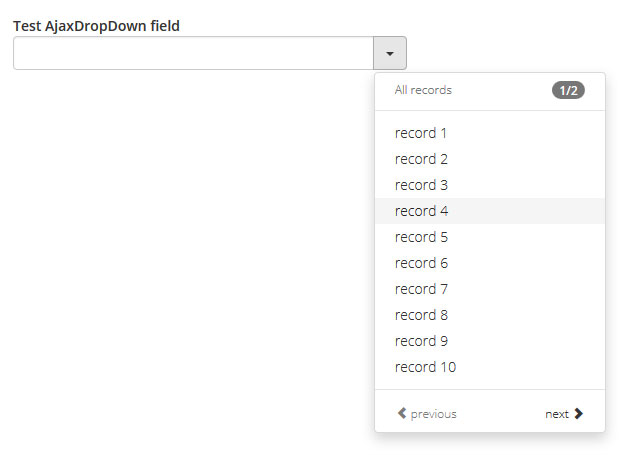 Test AjaxDropDown field
All records 1/2
record 1
record 2
record 3
record 4
record 5
record 6
record 7
record 8
record 9
record 10
previous next